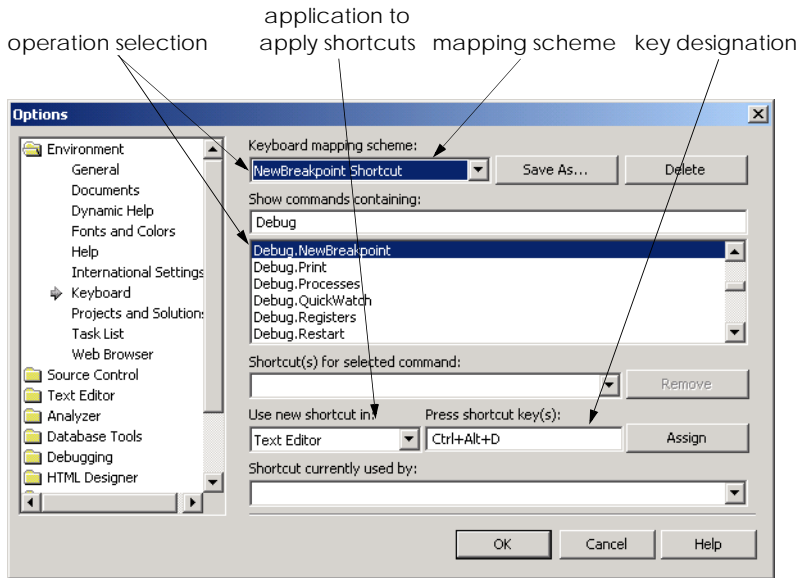 application to
operation selection apply shortcuts mapping scheme key designation
Options
Environment
General
Documents
Dynamic Help
Fonts and Colors
Help
International Settings
Keyboard
Projects and Solution:
Task List
Web Browser
Source Control
Text Editor
Analyzer
Database Tools
Debugging
HTML Designer
Keyboard mapping scheme:
NewBreakpoint Shortcut Save As... Delete
Show commands containing:
Debug
Debug.NewBreakpoint
Debug.Print
Debug.Processes
Debug.QuickWatch
Debug.Registers
Debug.Restart
Shortcut(s) for selected command:
Remove
Use new shortcut in: Press shortcut key(s):
Text Editor Ctrl+Alt+D Assign
Shortcut currently used by:
OK Cancel Help